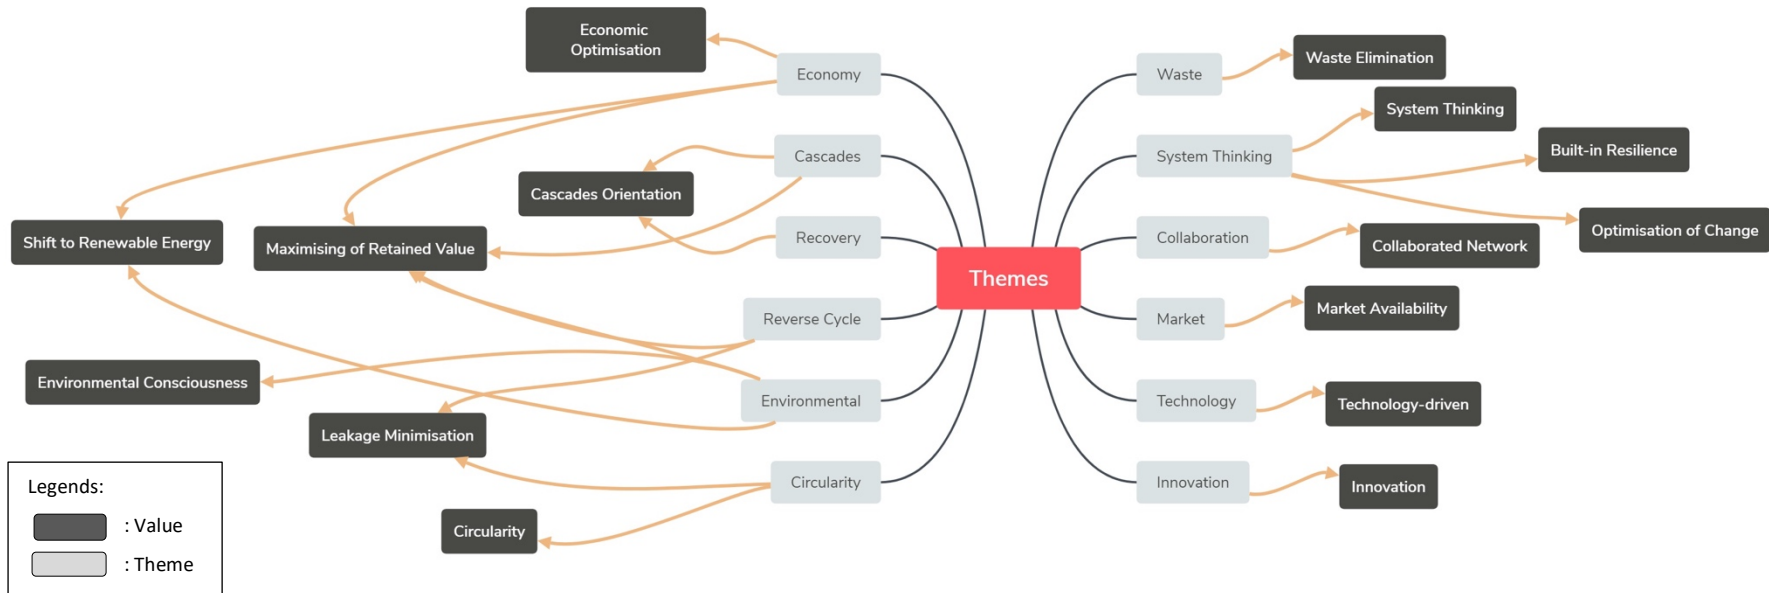 Economic
Optimisation
Economy
Cascades
Cascades Orientation
Recovery
Shift to Renewable Energy
Maximising of Retained Value
Reverse Cycle
Environmental Consciousness
Environmental
Leakage Minimisation
Circularity
Circularity
Themes
Waste
Waste Elimination
System Thinking
System Thinking
Built-in Resilience
Optimisation of Change
Collaboration
Collaborated Network
Market
Market Availability
Technology
Technology-driven
Innovation
Innovation
Legends:
: Value
: Theme